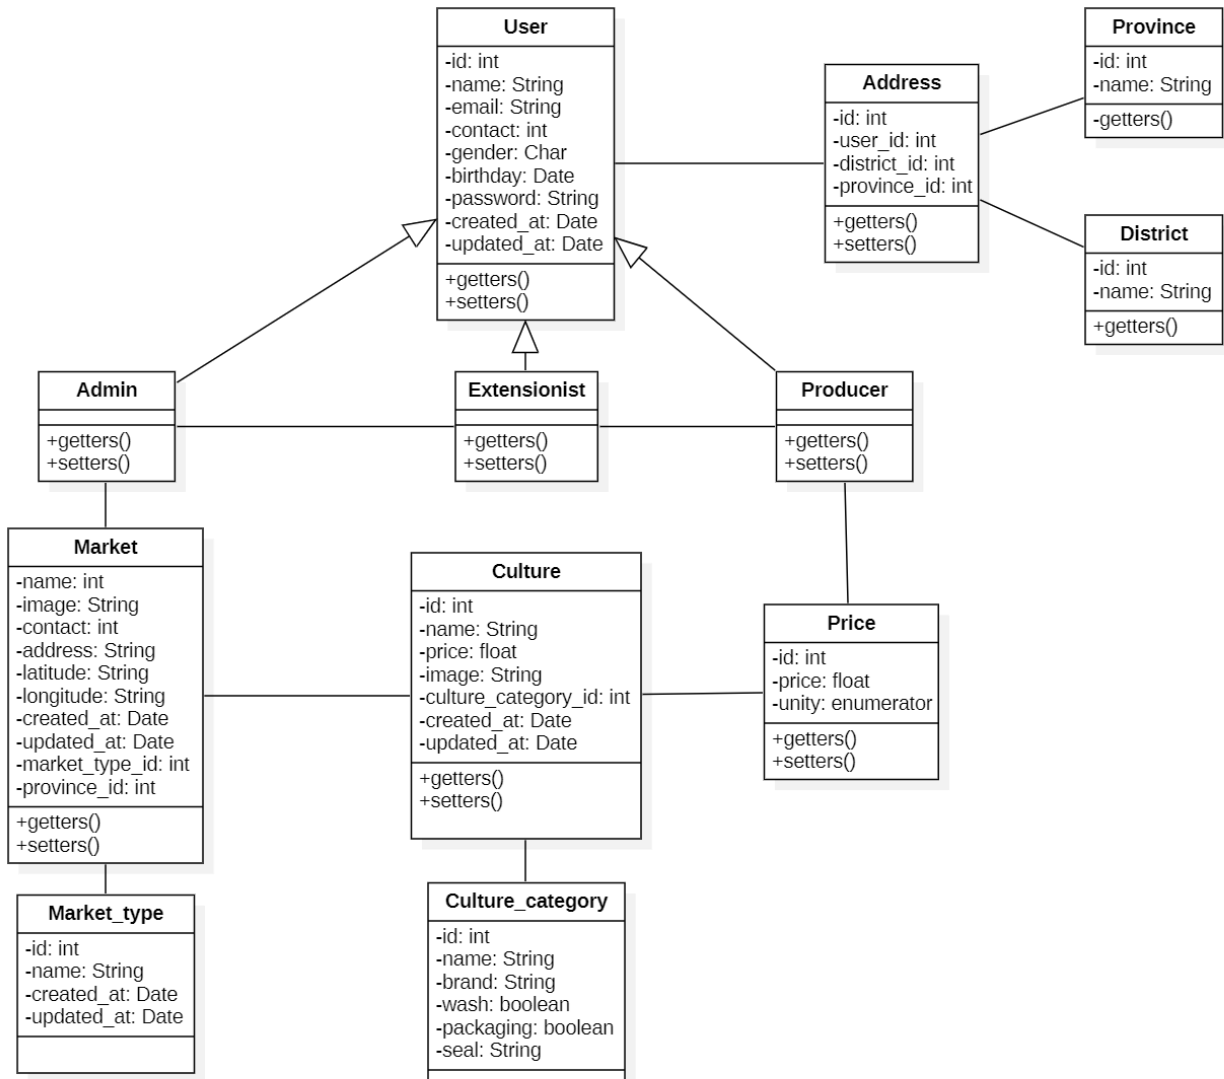 User
-id: int
-name: String
-email: String
-contact: int
-gender: Char
-birthday: Date
-password: String
-created_at: Date
-updated_at: Date
+getters()
+setters()
Address
-id: int
-user_id: int
-district_id: int
-province_id: int
+getters()
+setters()
Province
-id: int
-name: String
-getters()
District
-id: int
-name: String
+getters()
Admin
+getters()
+setters()
Extensionist
+getters()
+setters()
Producer
+getters()
+setters()
Market
-name: int
-image: String
-contact: int
-address: String
-latitude: String
-longitude: String
-created_at: Date
-updated_at: Date
-market_type_id: int
-province_id: int
+getters()
+setters()
Culture
-id: int
-name: String
-price: float
-image: String
-culture_category_id: int
-created_at: Date
-updated_at: Date
+getters()
+setters()
Price
-id: int
-price: float
-unity: enumerator
+getters()
+setters()
Market_type
-id: int
-name: String
-created_at: Date
-updated_at: Date
Culture_category
-id: int
-name: String
-brand: String
-wash: boolean
-packaging: boolean
-seal: String